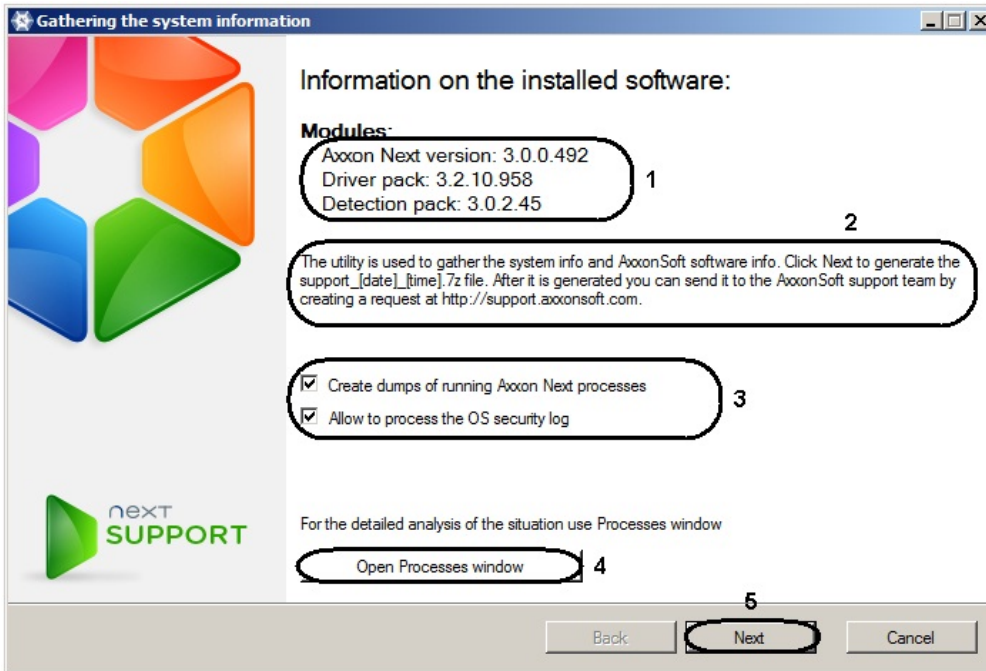 Gathering the system information
Information on the installed software:
Modules:
Axxon Next version: 3.0.0.492
Driver pack: 3.2.10.958
Detection pack: 3.0.2.45
1
2
The utility is used to gather the system info and AxxonSoft software info. Click Next to generate the
support_[date]_[time].7z file. After it is generated you can send it to the AxxonSoft support team by
creating a request at http://support.axxonsoft.com.
Create dumps of running Axxon Next processes
Allow to process the OS security log
3
next
SUPPORT
For the detailed analysis of the situation use Processes window
Open Processes window
4
5
Back
Next
Cancel